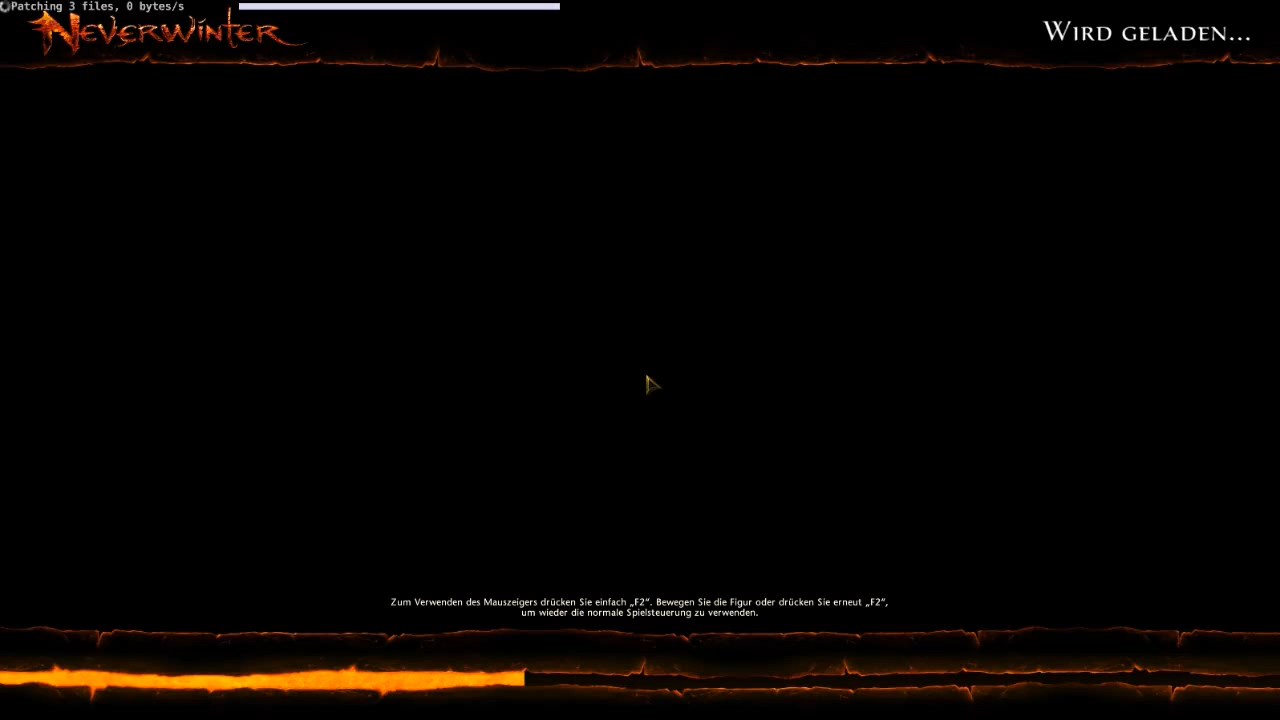 Patching 3 files, 0 bytes/s
NEVERWINTER
WIRD GELADEN...
Zum Verwenden des Mauszeigers drücken Sie einfach „F2“. Bewegen Sie die Figur oder drücken Sie erneut „F2“,
um wieder die normale Spielsteuerung zu verwenden.